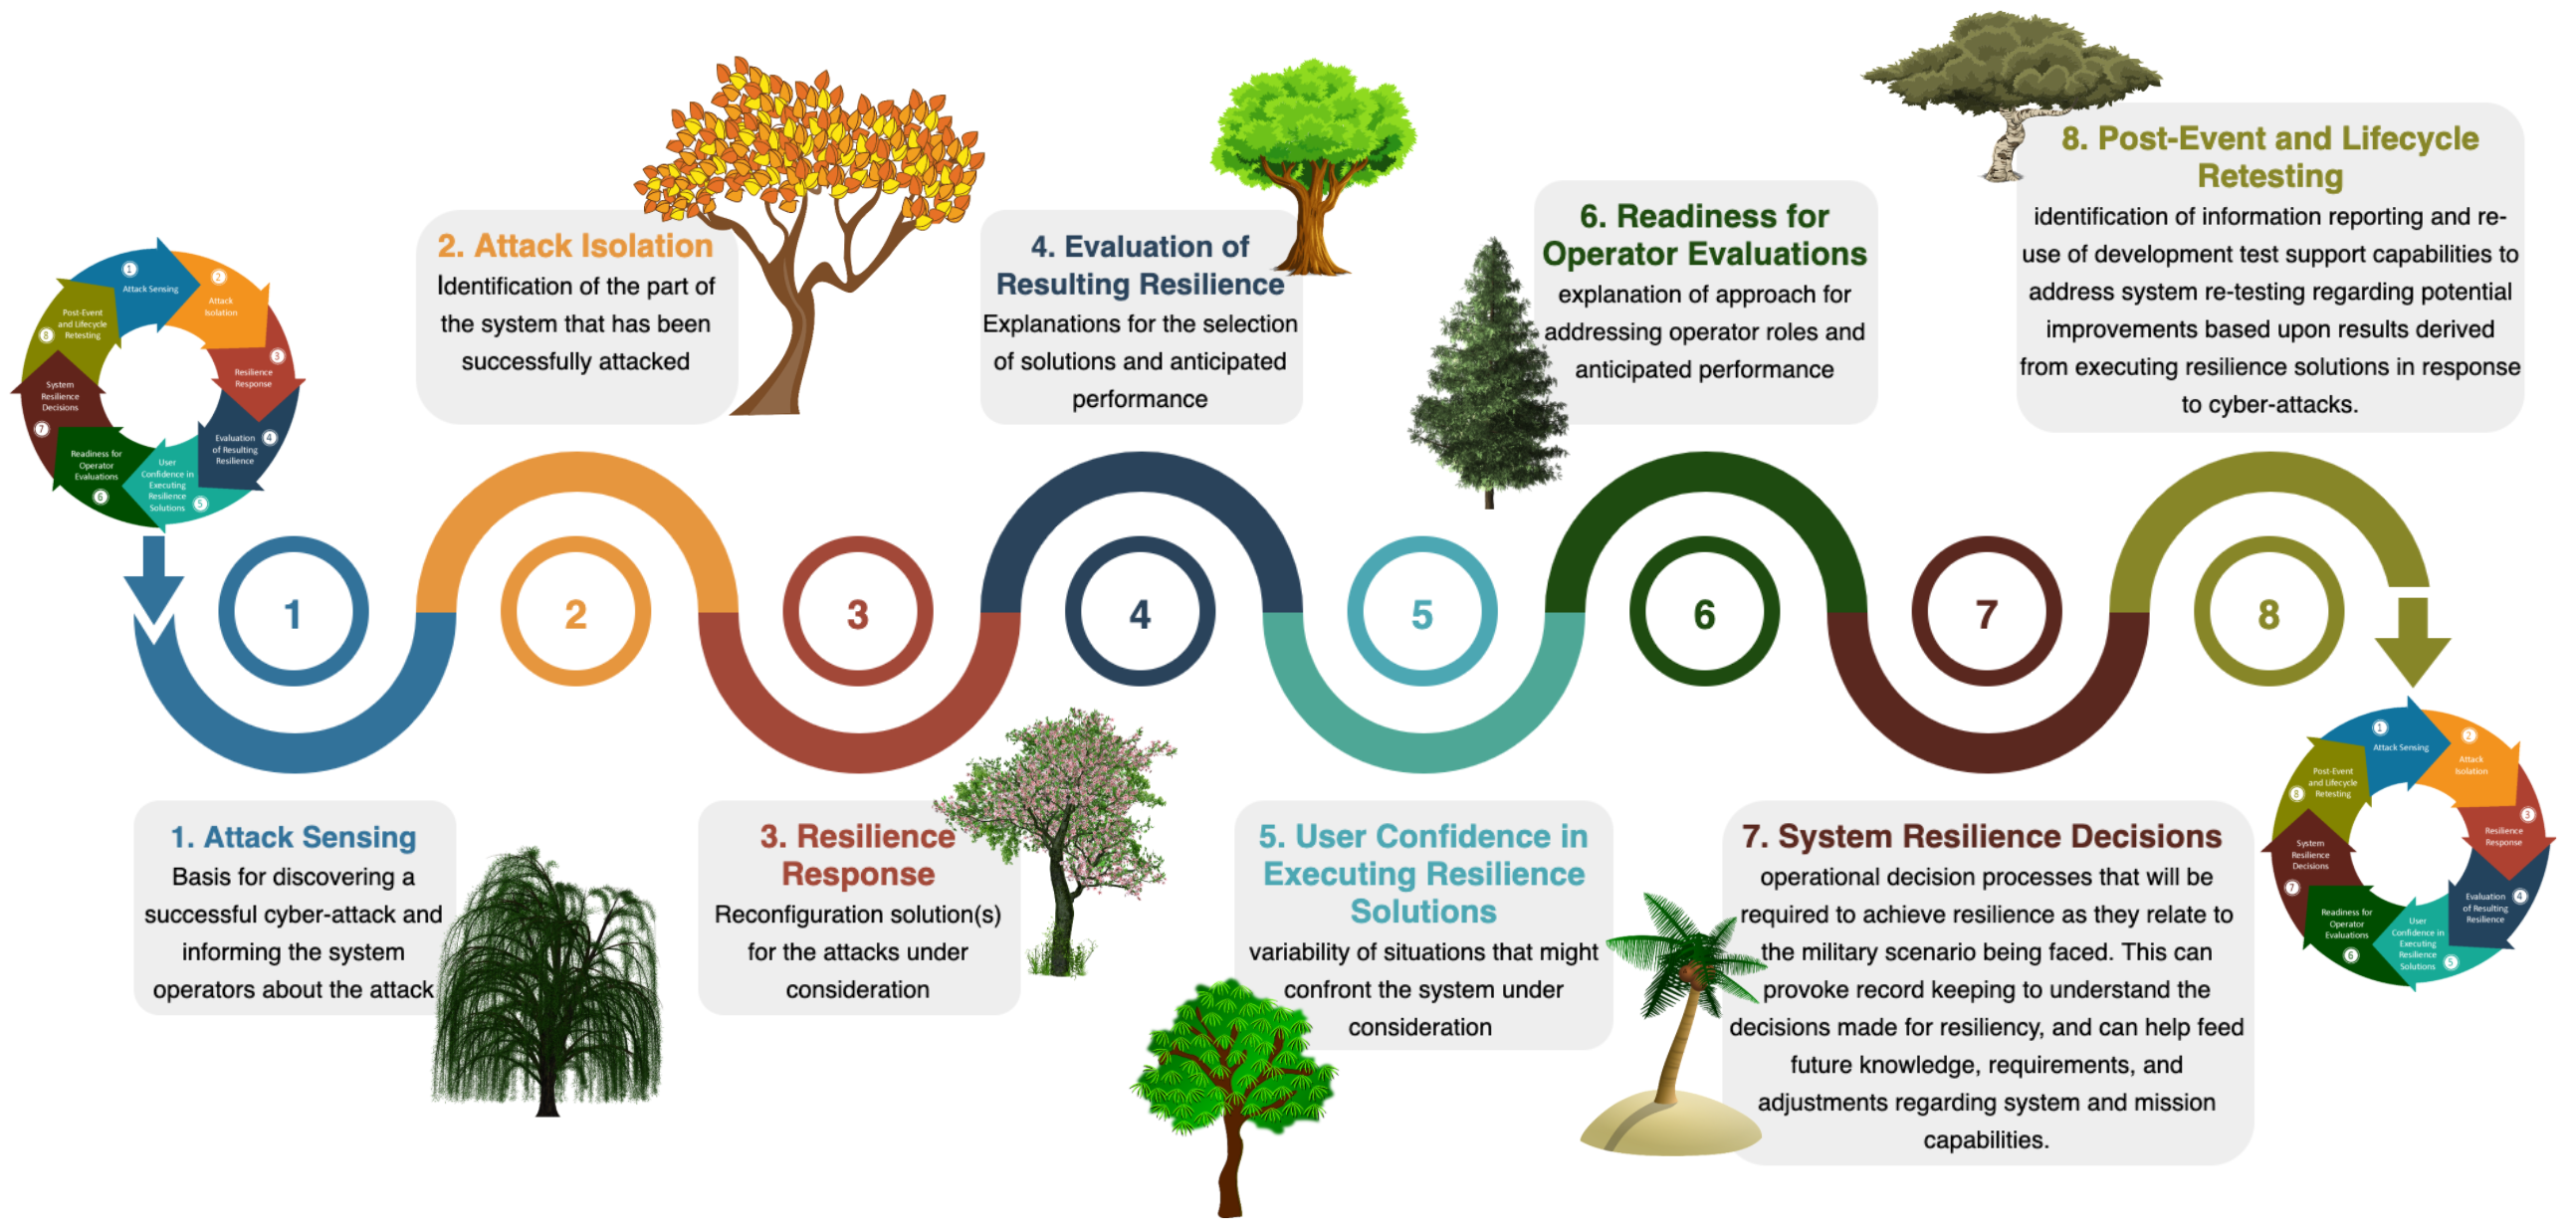 1
Attack Sensing
2
Attack
Isolation
3
Resilience
Response
4
Evaluation
of Resulting
Resilience
5
User
Confidence in
Executing
Resilience
Solutions
6
Readiness for
Operator
Evaluations
7
System
Resilience
Decisions
8
Post-Event
and Lifecycle
Retesting
2. Attack Isolation
Identification of the part of
the system that has been
successfully attacked
4. Evaluation of
Resulting Resilience
Explanations for the selection
of solutions and anticipated
performance
6. Readiness for
Operator Evaluations
explanation of approach for
addressing operator roles and
anticipated performance
8. Post-Event and Lifecycle
Retesting
identification of information reporting and re-
use of development test support capabilities to
address system re-testing regarding potential
improvements based upon results derived
from executing resilience solutions in response
to cyber-attacks.
1
2
3
4
5
6
7
8
1. Attack Sensing
Basis for discovering a
successful cyber-attack and
informing the system
operators about the attack
3. Resilience
Response
Reconfiguration solution(s)
for the attacks under
consideration
5. User Confidence in
Executing Resilience
Solutions
variability of situations that might
confront the system under
consideration
7. System Resilience Decisions
operational decision processes that will be
required to achieve resilience as they relate to
the military scenario being faced. This can
provoke record keeping to understand the
decisions made for resiliency, and can help feed
future knowledge, requirements, and
adjustments regarding system and mission
capabilities.
1
Attack Sensing
2
Attack
Isolation
3
Resilience
Response
4
Evaluation
of Resulting
Resilience
5
User
Confidence in
Executing
Resilience
Solutions
6
Readiness for
Operator
Evaluations
7
System
Resilience
Decisions
8
Post-Event
and Lifecycle
Retesting